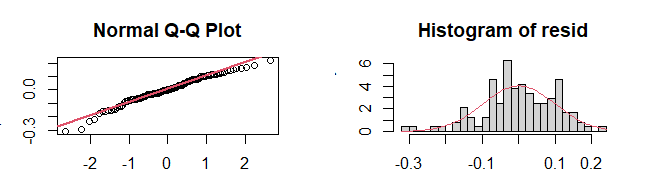 Normal Q-Q Plot
0.0
-0.3
-2 -1 0 1 2
Histogram of resid
6
4
2
0
-0.3 -0.1 0.1 0.2